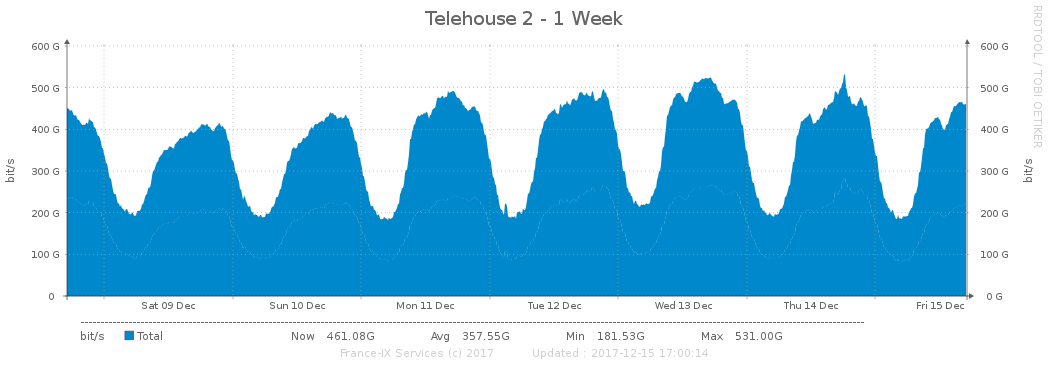 Telehouse 2 - 1 Week
RRDTOOL / TOBI OETIKER
bit/s
600 G
500 G
400 G
300 G
200 G
100 G
0
600 G
500 G
400 G
300 G
200 G
100 G
0 G
bit/s
Sat 09 Dec Sun 10 Dec Mon 11 Dec Tue 12 Dec Wed 13 Dec Thu 14 Dec Fri 15 Dec
bit/s Total Now 461.08G Avg 357.55G Min 181.53G Max 531.00G
France-IX Services (c) 2017 Updated : 2017-12-15 17:00:14